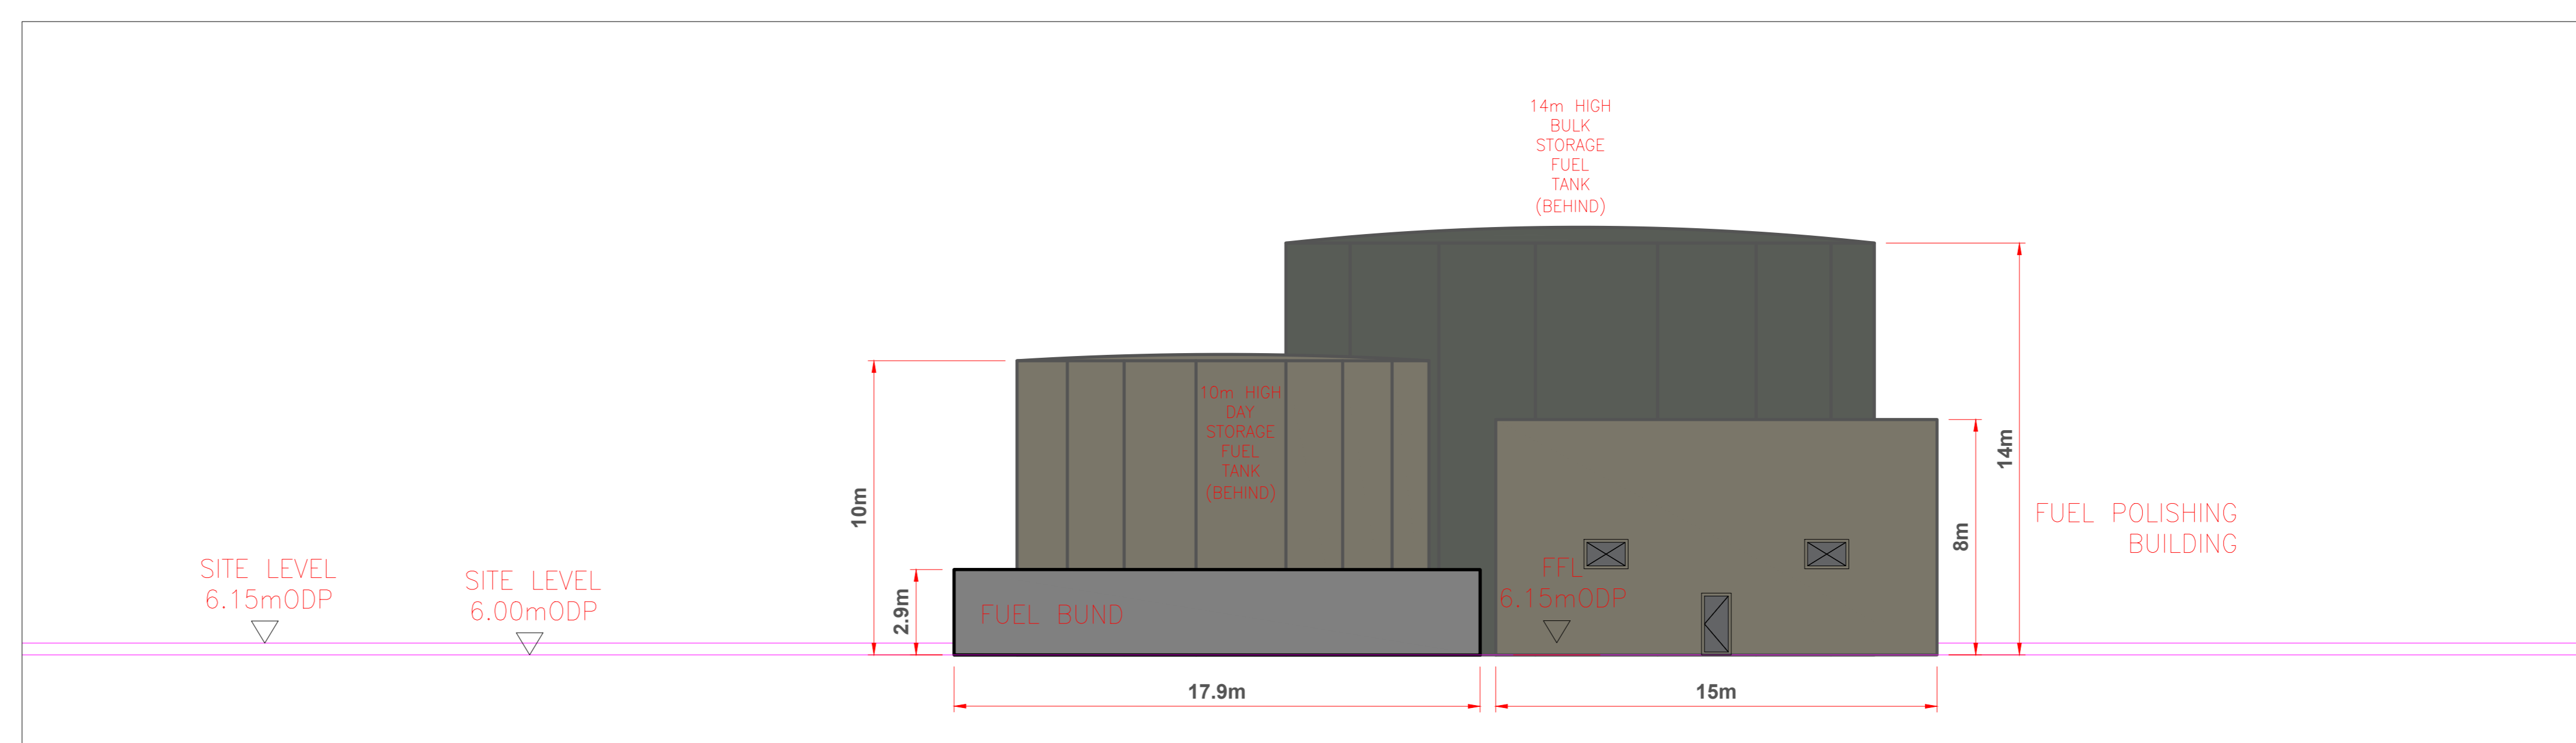 14m HIGH
BULK
STORAGE
FUEL
TANK
(BEHIND)
10m HIGH
DAY
STORAGE
FUEL
TANK
(BEHIND)
10m
14m
8m
2.9m
FUEL POLISHING
BUILDING
SITE LEVEL
6.15mODP
SITE LEVEL
6.00mODP
FUEL BUND
FFL
6.15mODP
17.9m
15m